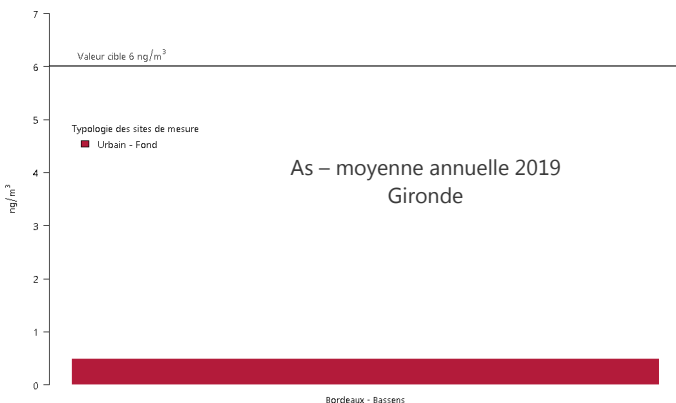 7
Valeur cible 6 ng/m³
6
5
Typologie des sites de mesure
Urbain - Fond
As – moyenne annuelle 2019
Gironde
4
ng/m³
3
2
1
0
Bordeaux - Bassens